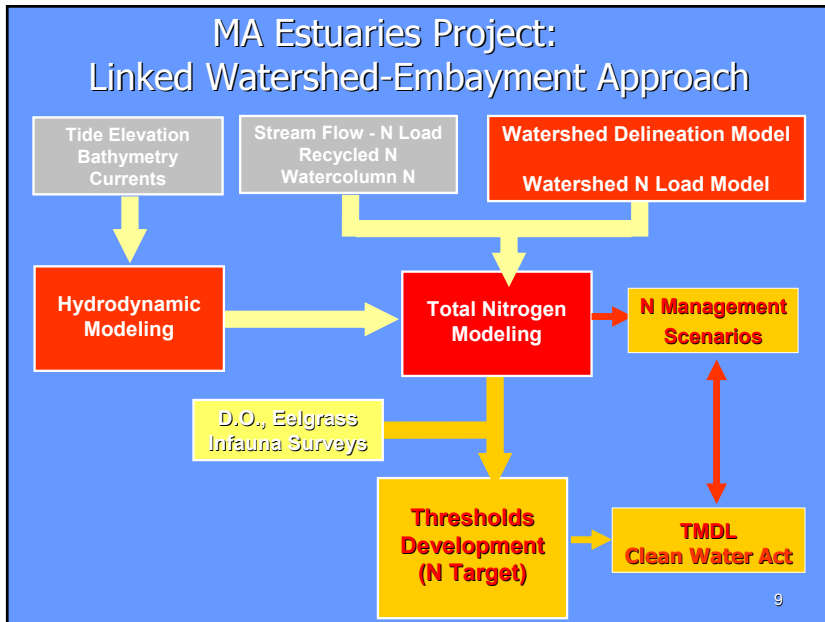 MA Estuaries Project:
Linked Watershed-Embayment Approach
Tide Elevation
Bathymetry
Currents
Stream Flow - N Load
Recycled N
Watercolumn N
Watershed Delineation Model
Watershed N Load Model
Hydrodynamic
Modeling
Total Nitrogen
Modeling
N Management
Scenarios
D.O., Eelgrass
Infauna Surveys
Thresholds
Development
(N Target)
TMDL
Clean Water Act
9